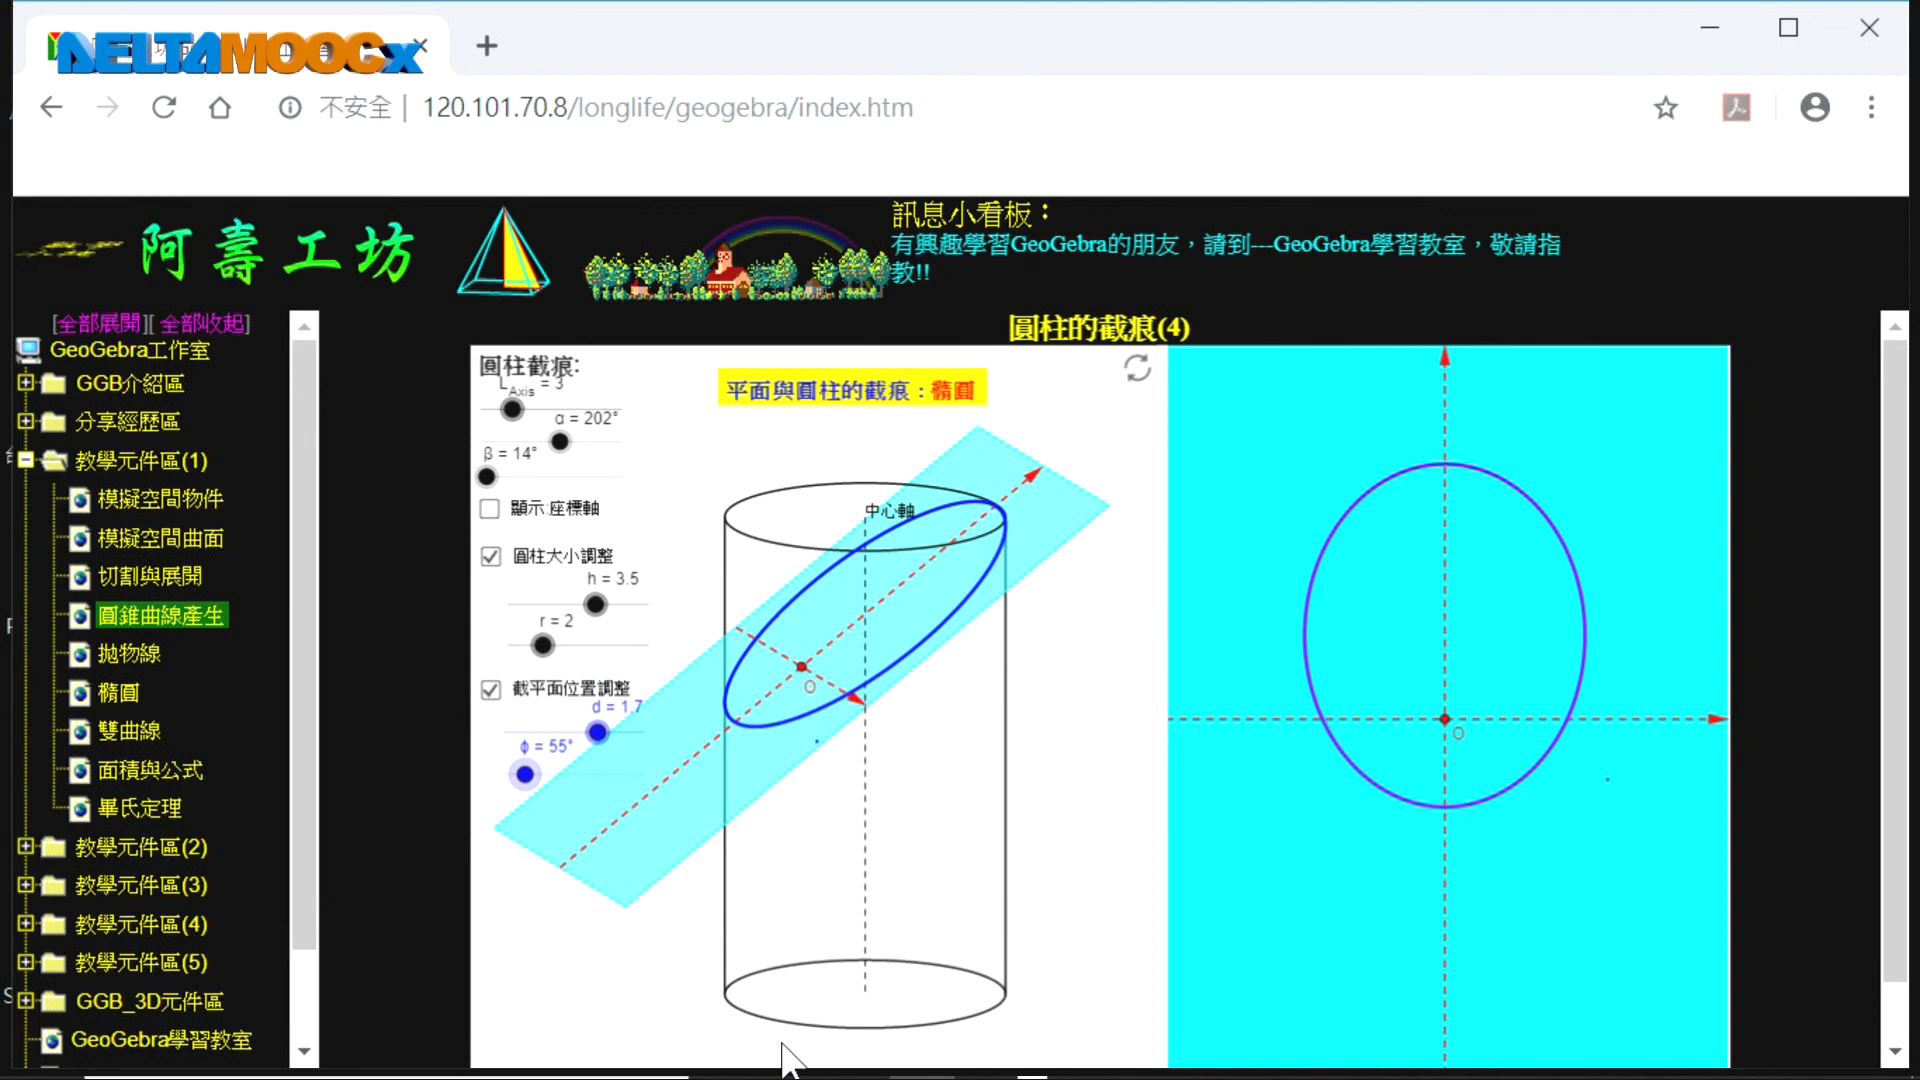 DELTAMOOCx
不安全 | 120.101.70.8/longlife/geogebra/index.htm
阿壽工坊
訊息小看板：
有興趣學習GeoGebra的朋友，請到---GeoGebra學習教室，敬請指
教!!
[全部展開][ 全部收起]
GeoGebra工作室
GGB介紹區
分享經歷區
教學元件區(1)
模擬空間物件
模擬空間曲面
切割與展開
圓錐曲線產生
拋物線
橢圓
雙曲線
面積與公式
畢氏定理
教學元件區(2)
教學元件區(3)
教學元件區(4)
教學元件區(5)
GGB_3D元件區
GeoGebra學習教室
圓柱的截痕(4)
圓柱截痕:
L Axis = 3
α = 202°
β = 14°
顯示:座標軸
圓柱大小調整
h = 3.5
r = 2
截平面位置調整
d = 1.7
ϕ = 55°
平面與圓柱的截痕：橢圓
中心軸
O
O